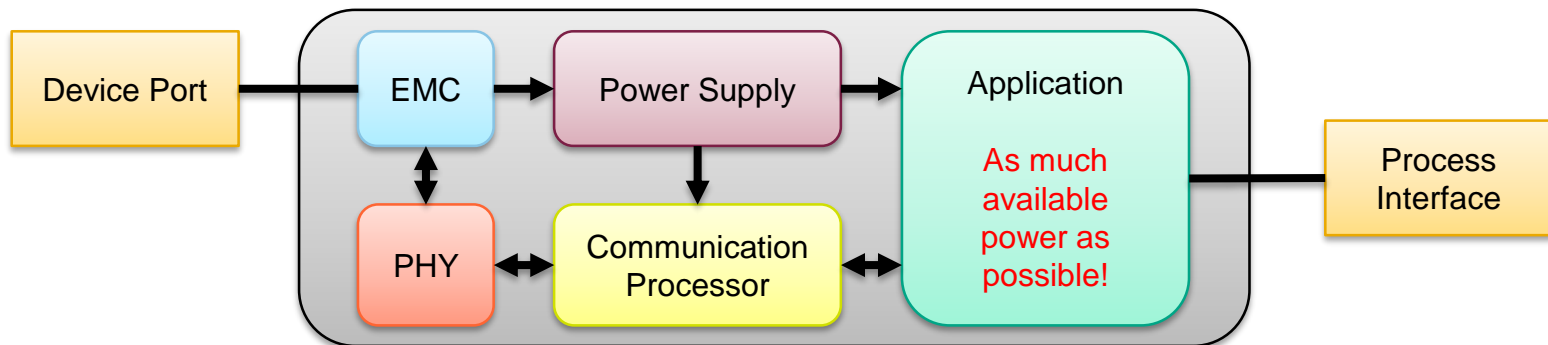 Device Port
EMC
Power Supply
Application
As much
available
power as
possible!
PHY
Communication
Processor
Process
Interface